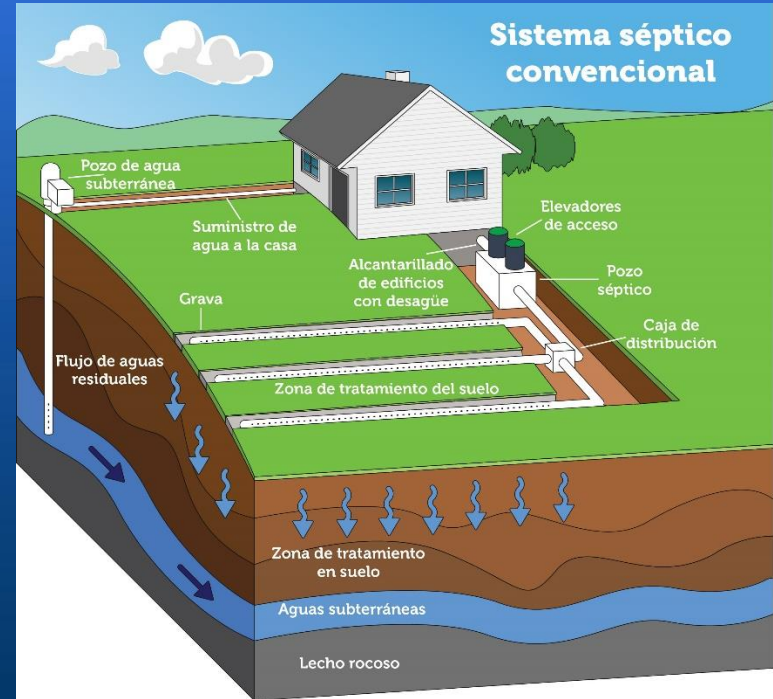 Sistema séptico
convencional
Pozo de agua
subterránea
Suministro de
agua a la casa
Elevadores
de acceso
Alcantarillado
de edificios
con desagüe
Pozo
séptico
Grava
Caja de
distribución
Flujo de aguas
residuales
Zona de tratamiento del suelo
Zona de tratamiento
en suelo
Aguas subterráneas
Lecho rocoso